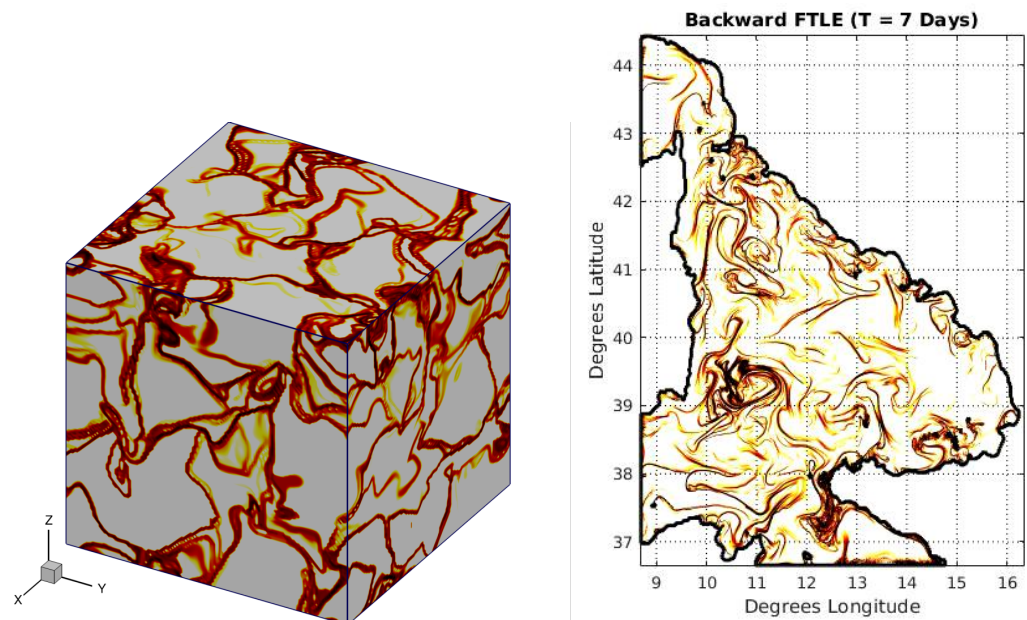 Z
Y
X
Backward FTLE (T = 7 Days)
44
43
42
41
40
39
38
37
Degrees Latitude
9 10 11 12 13 14 15 16
Degrees Longitude